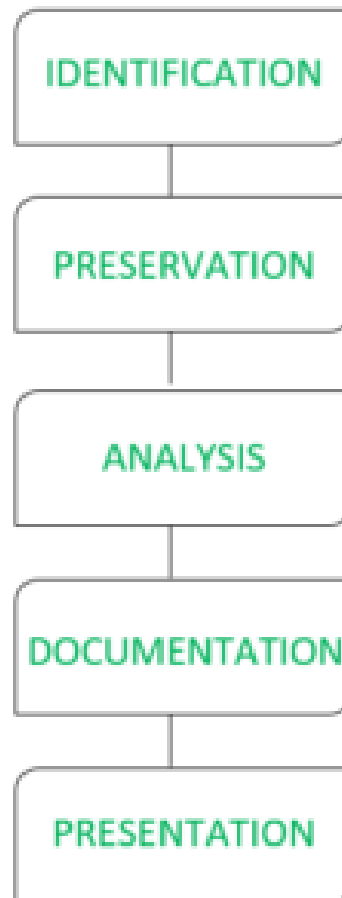 IDENTIFICATION
PRESERVATION
ANALYSIS
DOCUMENTATION
PRESENTATION